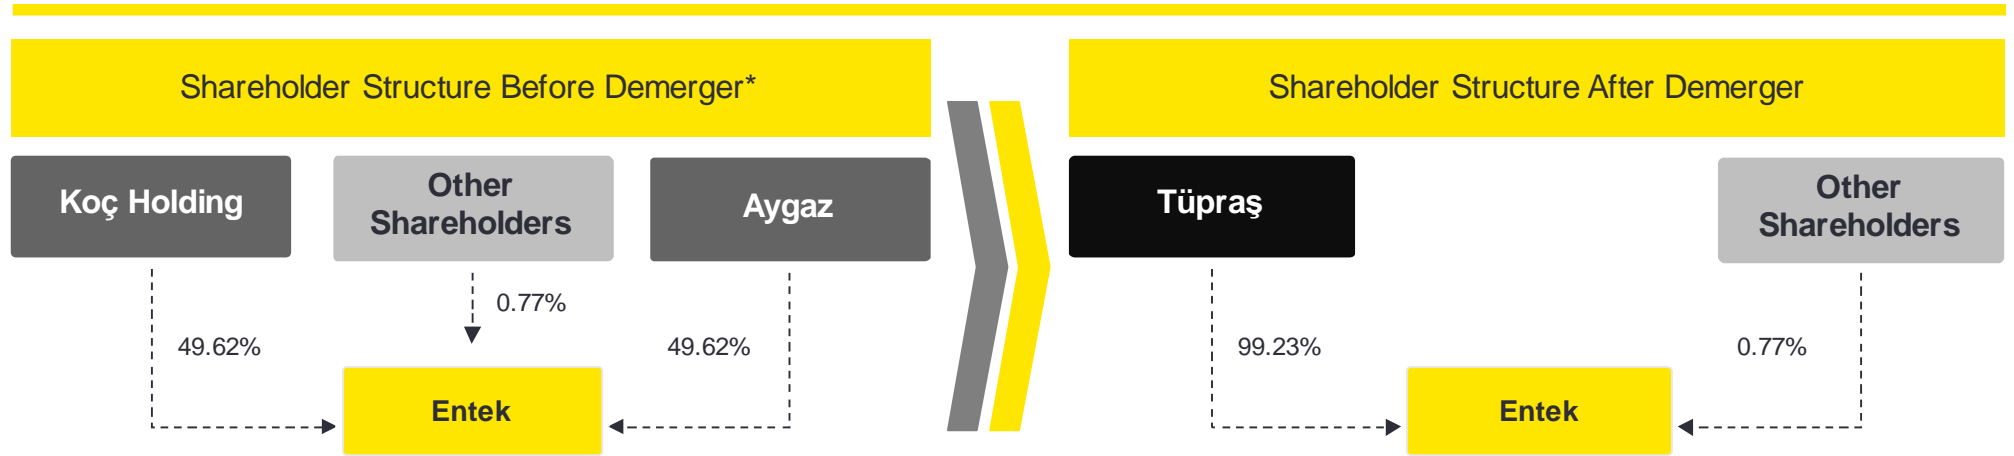 Shareholder Structure Before Demerger*
Shareholder Structure After Demerger
Koç Holding
Other
Shareholders
Aygaz
Tüpraş
Other
Shareholders
0.77%
49.62%
49.62%
99.23%
0.77%
Entek
Entek